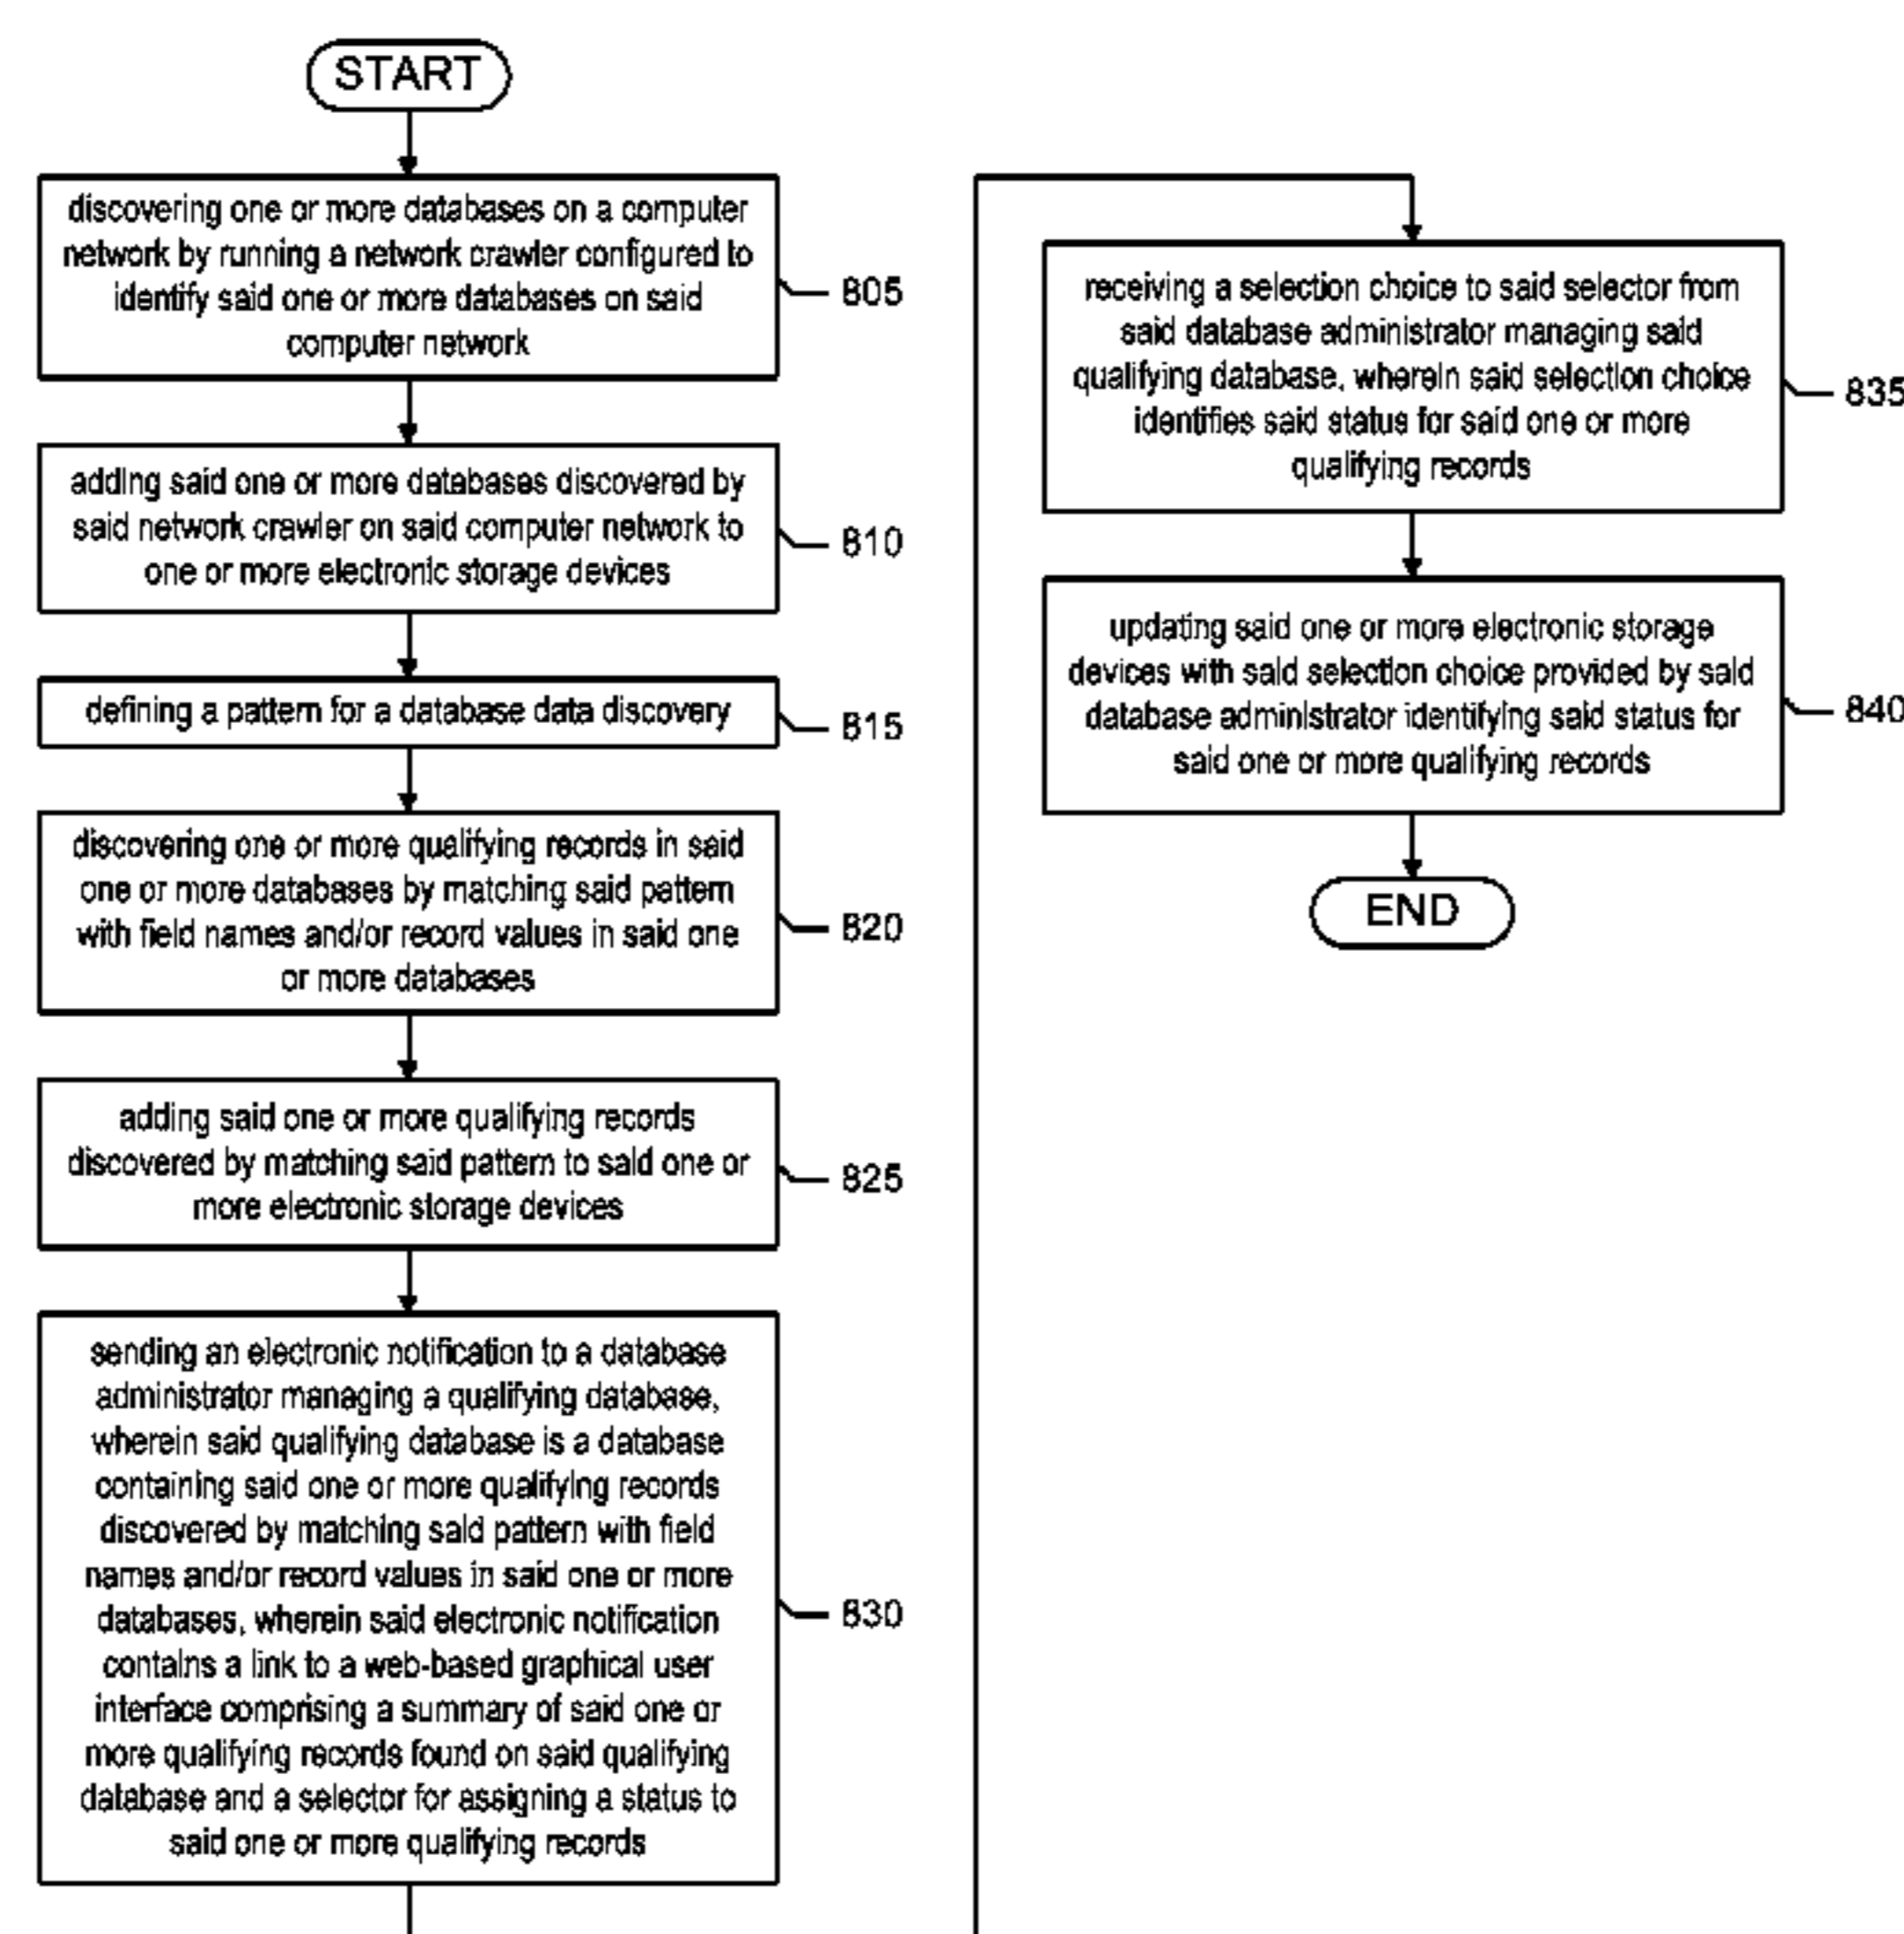 START
discovering one or more databases on a computer
network by running a network crawler configured to
identify said one or more databases on said
computer network
805
adding said one or more databases discovered by
said network crawler on said computer network to
one or more electronic storage devices
810
defining a pattern for a database data discovery
815
discovering one or more qualifying records in said
one or more databases by matching said pattern
with field names and/or record values in said one
or more databases
820
adding said one or more qualifying records
discovered by matching said pattern to said one or
more electronic storage devices
825
sending an electronic notification to a database
administrator managing a qualifying database,
wherein said qualifying database is a database
containing said one or more qualifying records
discovered by matching said pattern with field
names and/or record values in said one or more
databases, wherein said electronic notification
contains a link to a web-based graphical user
interface comprising a summary of said one or
more qualifying records found on said qualifying
database and a selector for assigning a status to
said one or more qualifying records
830
receiving a selection choice to said selector from
said database administrator managing said
qualifying database, wherein said selection choice
identifies said status for said one or more
qualifying records
835
updating said one or more electronic storage
devices with said selection choice provided by said
database administrator identifying said status for
said one or more qualifying records
840
END